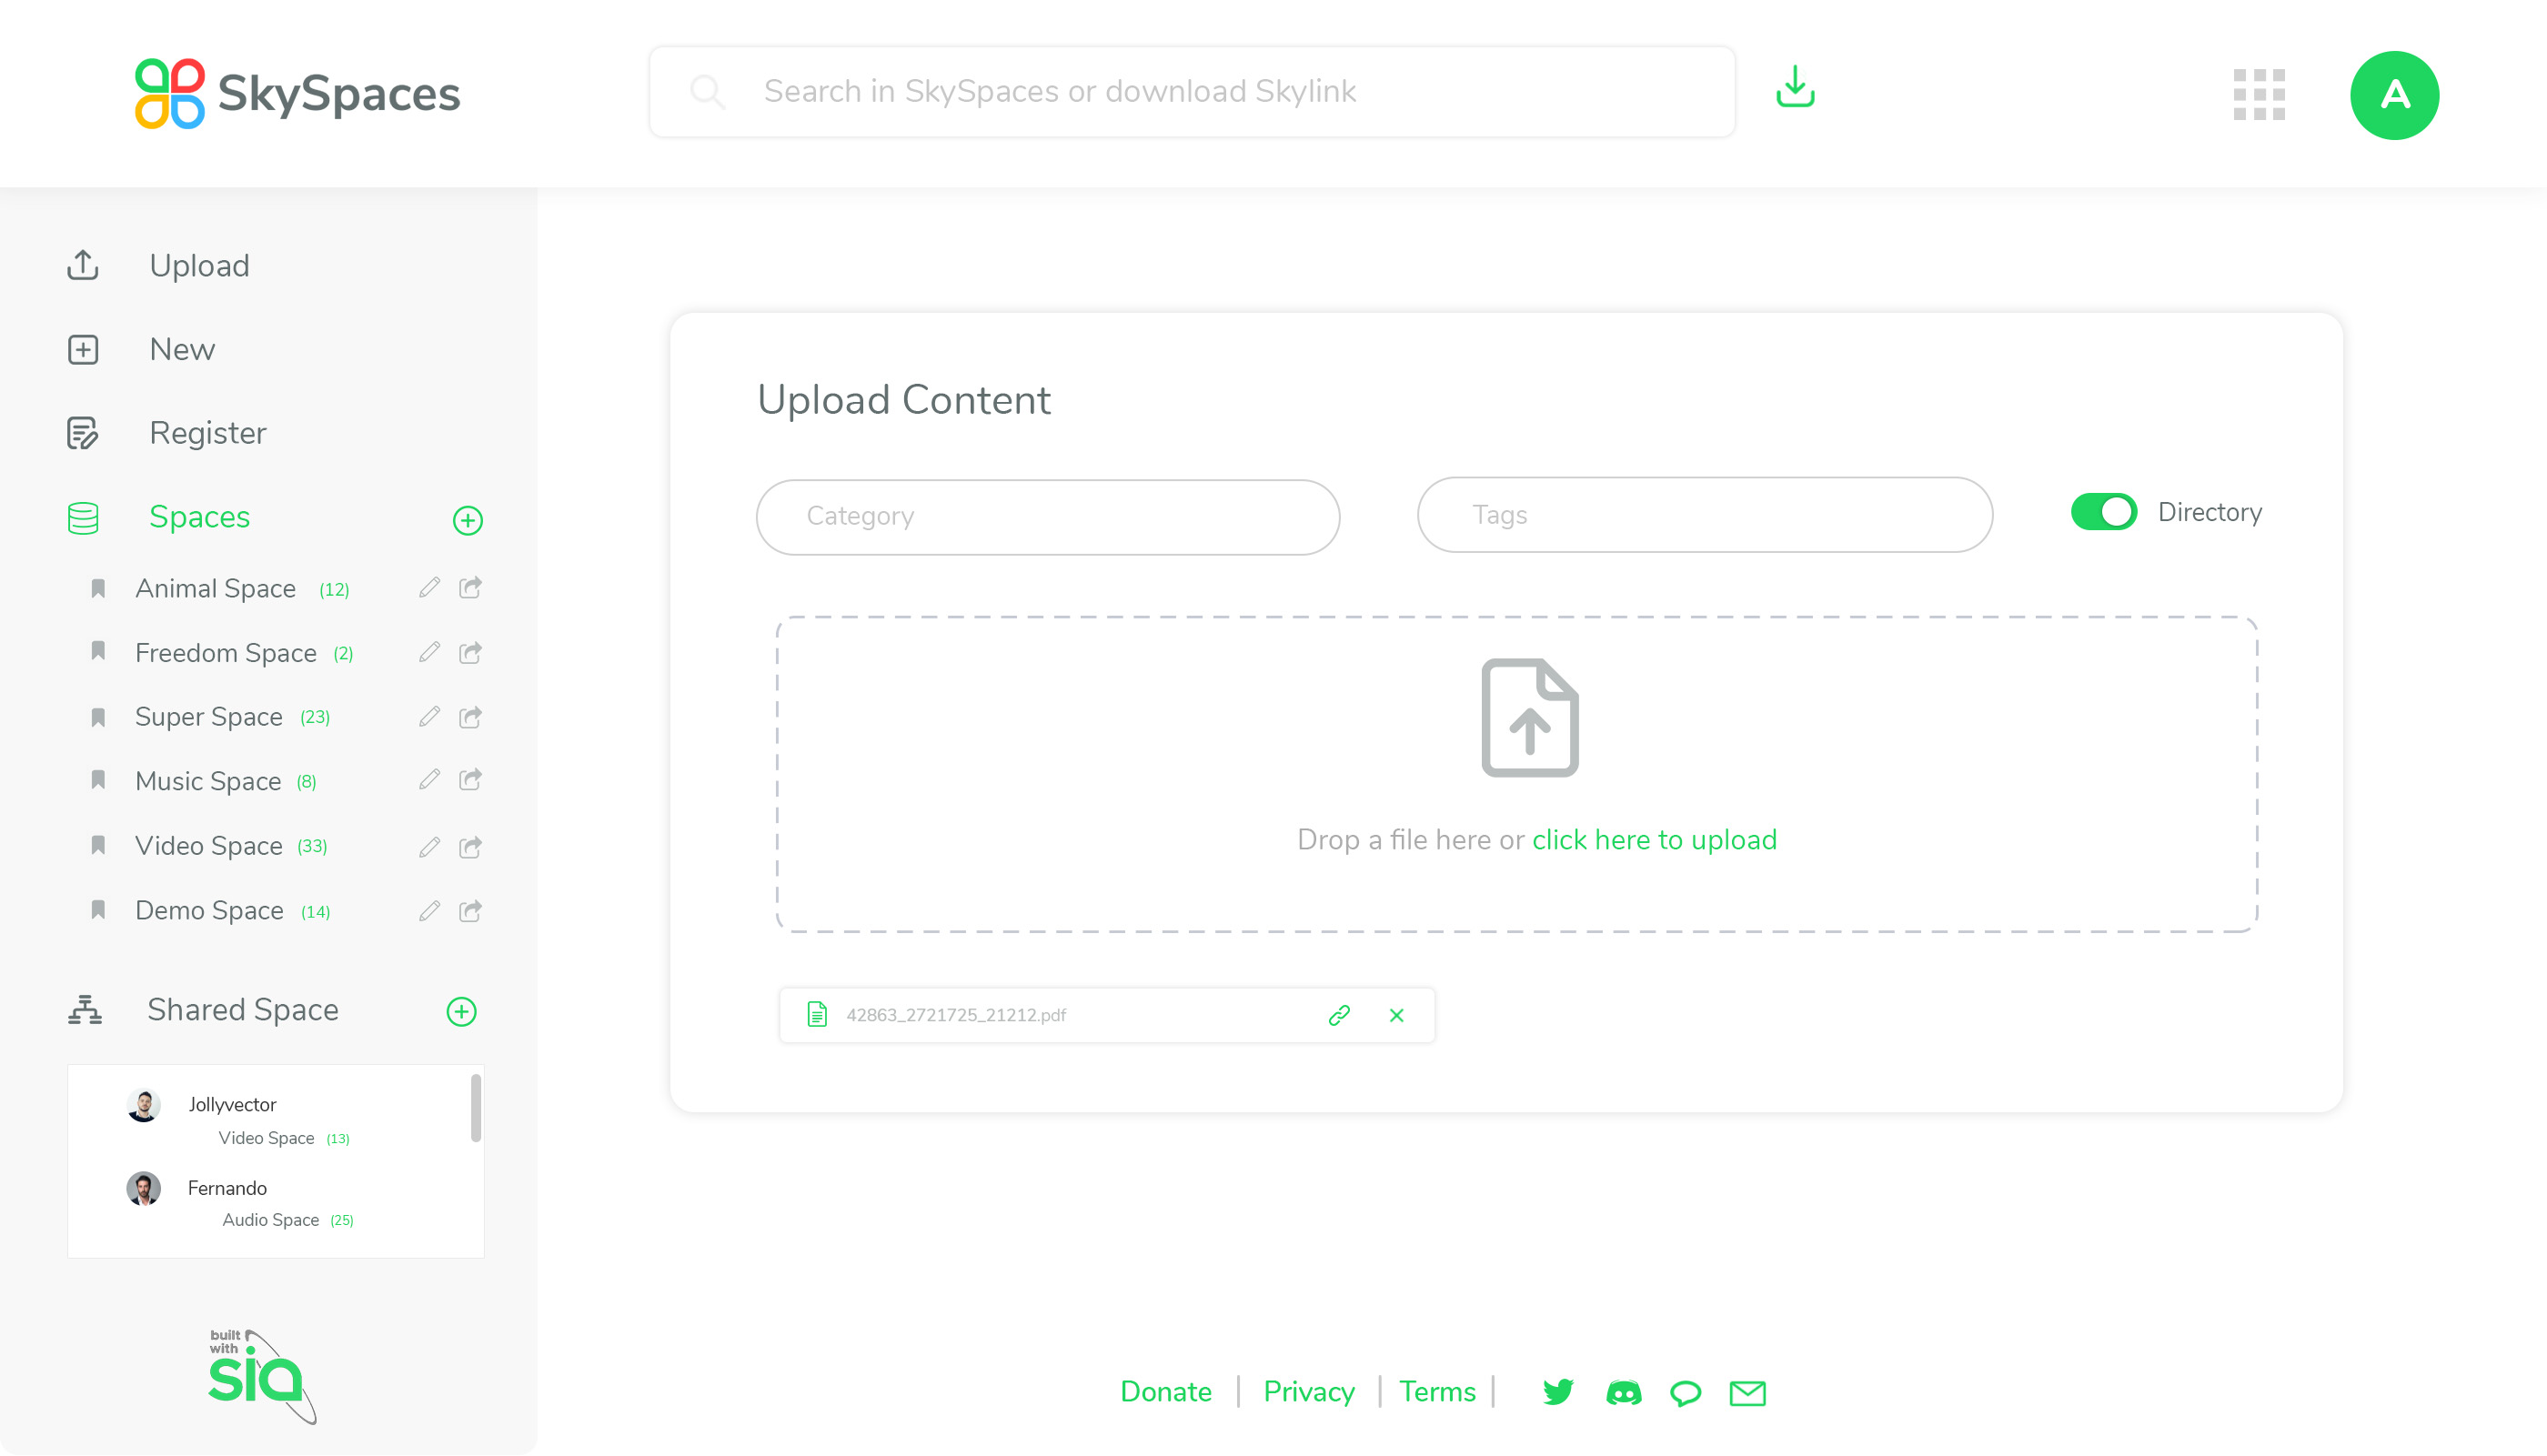 SkySpaces
Search in SkySpaces or download Skylink
A
Upload
New
Register
Spaces
Animal Space (12)
Freedom Space (2)
Super Space (23)
Music Space (8)
Video Space (33)
Demo Space (14)
Shared Space
Jollyvector
Video Space (13)
Fernando
Audio Space (25)
built
with
sia
Upload Content
Category
Tags
Directory
Drop a file here or click here to upload
42863_2721725_21212.pdf
Donate | Privacy | Terms |